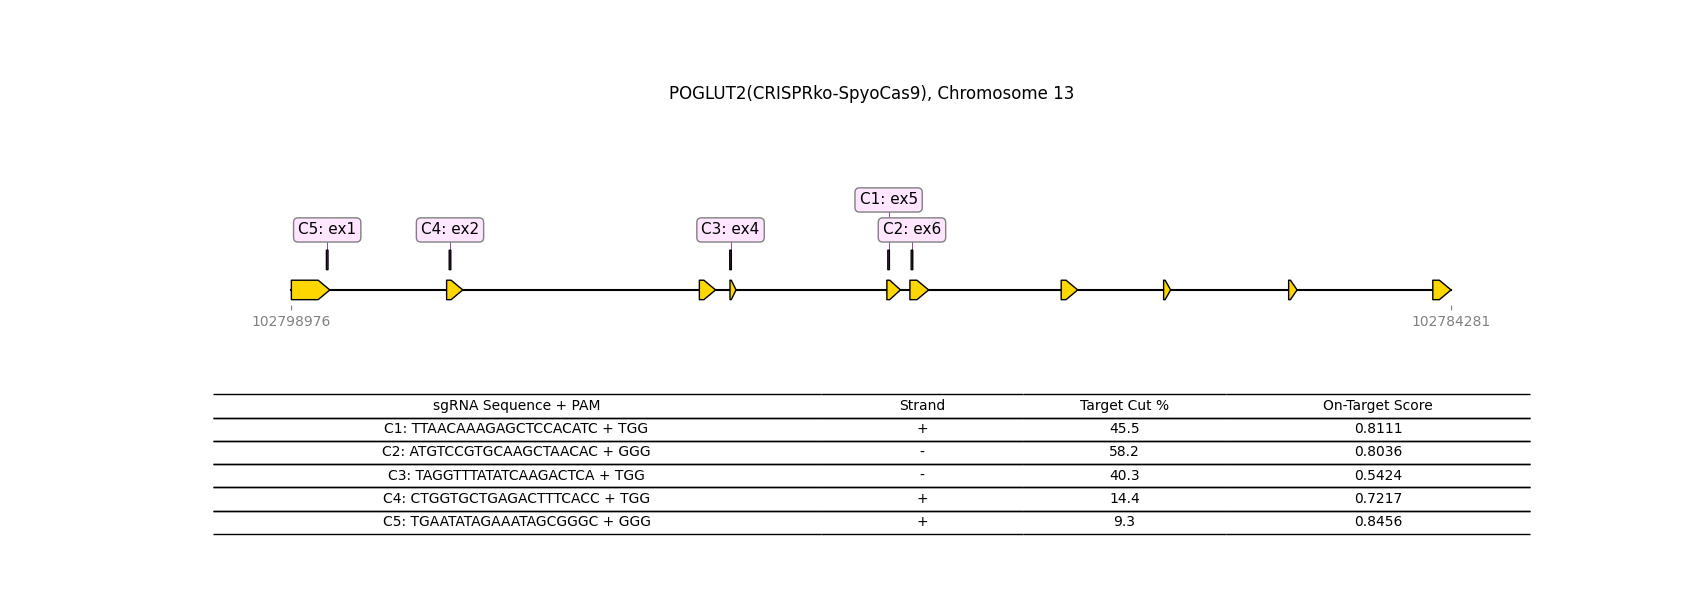 POGLUT2(CRISPRko-SpyoCas9), Chromosome 13
C1: ex5
C5: ex1 C4: ex2 C3: ex4 C2: ex6
102798976 102784281
sgRNA Sequence + PAM Strand Target Cut % On-Target Score
C1: TTAACAAAGAGCTCCACATC + TGG + 45.5 0.8111
C2: ATGTCCGTGCAAGCTAACAC + GGG - 58.2 0.8036
C3: TAGGTTTATATCAAGACTCA + TGG - 40.3 0.5424
C4: CTGGTGCTGAGACTTTCACC + TGG + 14.4 0.7217
C5: TGAATATAGAAATAGCGGGC + GGG + 9.3 0.8456